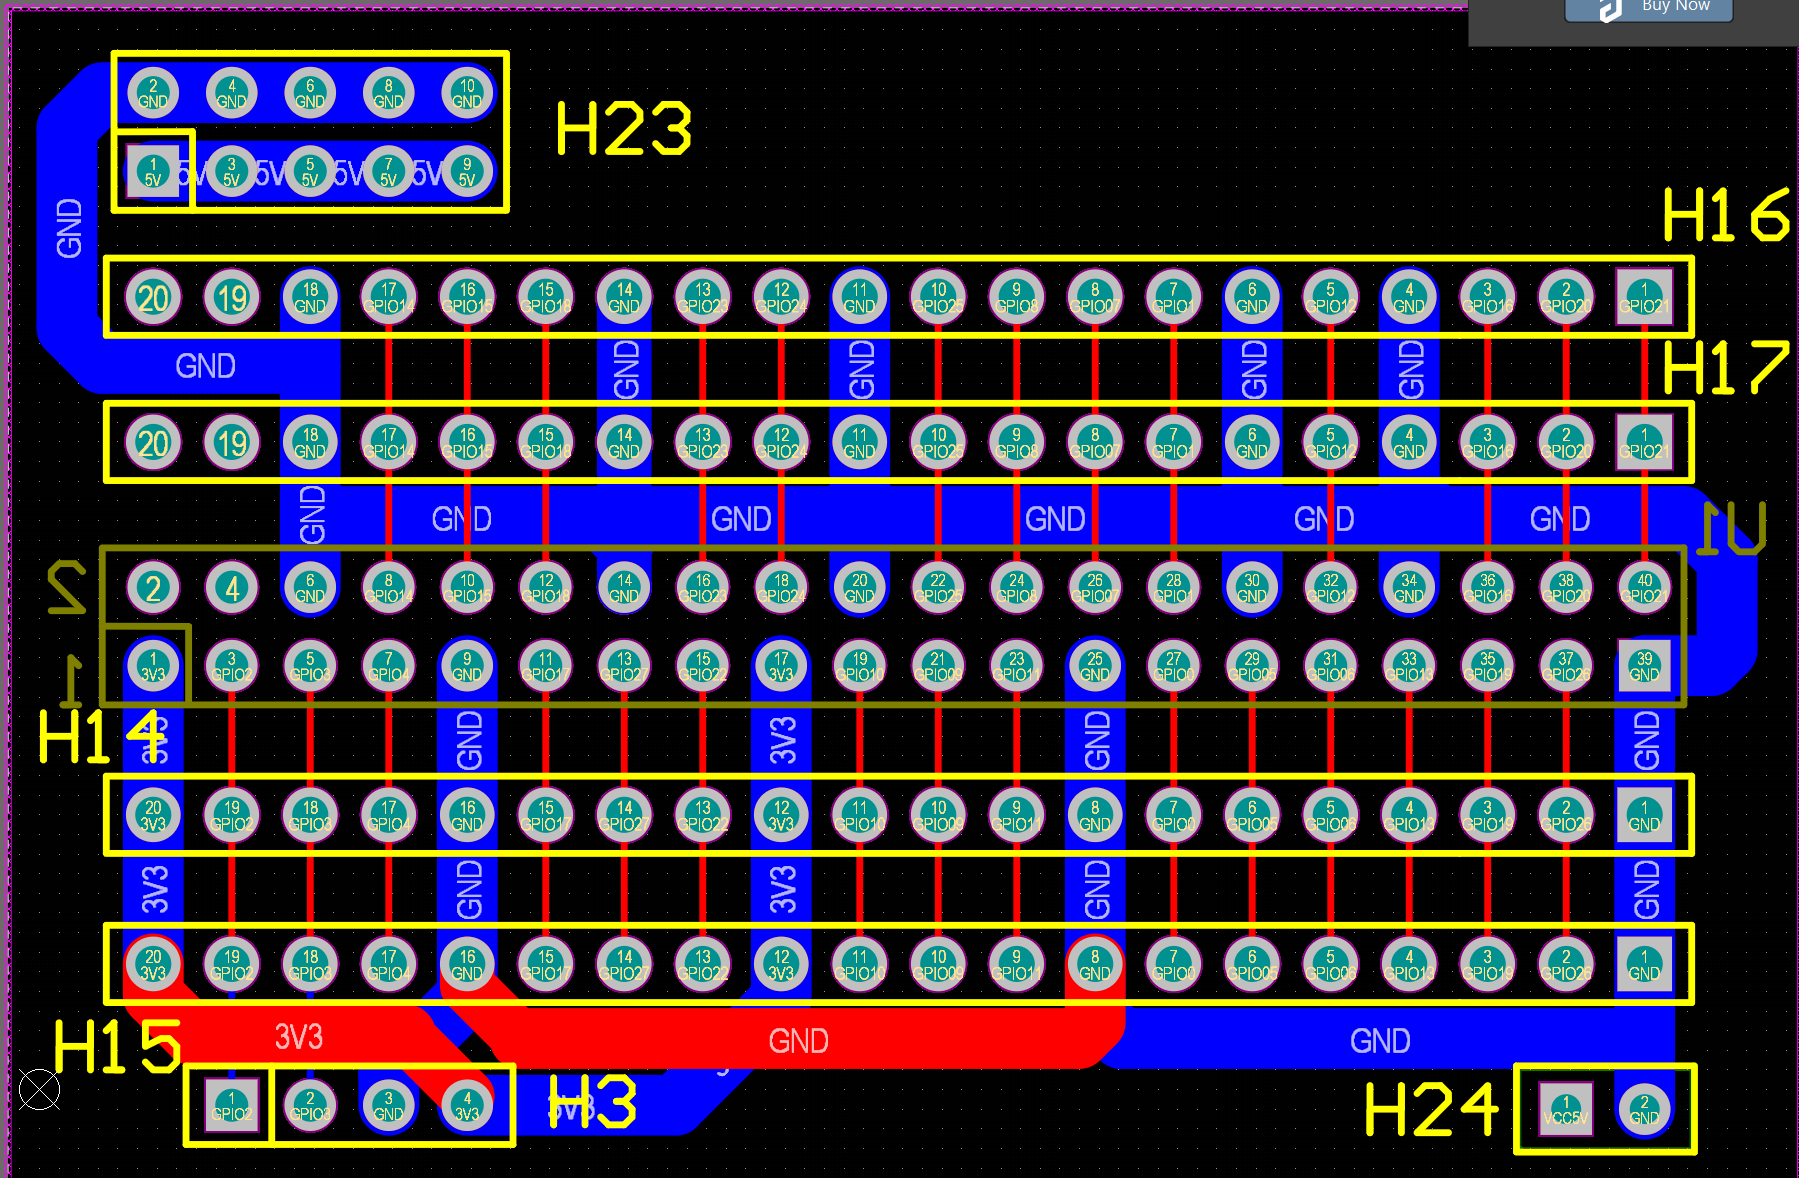 Buy Now
2 GND 4 GND 6 GND 8 GND 10 GND
H23
1 5V 5V 3 5V 5V 5 5V 5V 7 5V 5V 9 5V
GND
H16
20 19 18 GND 17 GPIO14 16 GPIO15 15 GPIO18 14 GND 13 GPIO23 12 GPIO24 11 GND 10 GPIO25 9 GPIO8 8 GPIO07 7 GPIO1 6 GND 5 GPIO12 4 GND 3 GPIO16 2 GPIO20 1 GPIO21
GND GND GND GND GND
H17
20 19 18 GND 17 GPIO14 16 GPIO15 15 GPIO18 14 GND 13 GPIO23 12 GPIO24 11 GND 10 GPIO25 9 GPIO8 8 GPIO07 7 GPIO1 6 GND 5 GPIO12 4 GND 3 GPIO16 2 GPIO20 1 GPIO21
GND GND GND GND GND GND
U1
2
2 4 6 GND 8 GPIO14 10 GPIO15 12 GPIO18 14 GND 16 GPIO23 18 GPIO24 20 GND 22 GPIO25 24 GPIO8 26 GPIO07 28 GPIO1 30 GND 32 GPIO12 34 GND 36 GPIO16 38 GPIO20 40 GPIO21
1
1 3V3 3 GPIO2 5 GPIO3 7 GPIO4 9 GND 11 GPIO17 13 GPIO27 15 GPIO22 17 3V3 19 GPIO10 21 GPIO09 23 GPIO11 25 GND 27 GPIO0 29 GPIO05 31 GPIO06 33 GPIO13 35 GPIO19 37 GPIO26 39 GND
H14
3V3 GND 3V3 GND GND
20 3V3 19 GPIO2 18 GPIO3 17 GPIO4 16 GND 15 GPIO17 14 GPIO27 13 GPIO22 12 3V3 11 GPIO10 10 GPIO09 9 GPIO11 8 GND 7 GPIO0 6 GPIO05 5 GPIO06 4 GPIO13 3 GPIO19 2 GPIO26 1 GND
3V3 GND 3V3 GND GND
20 3V3 19 GPIO2 18 GPIO3 17 GPIO4 16 GND 15 GPIO17 14 GPIO27 13 GPIO22 12 3V3 11 GPIO10 10 GPIO09 9 GPIO11 8 GND 7 GPIO0 6 GPIO05 5 GPIO06 4 GPIO13 3 GPIO19 2 GPIO26 1 GND
H15
3V3 GND GND
1 GPIO2 2 GPIO3 3 GND 4 3V3
3V3
H3
H24
1 VCC5V 2 GND